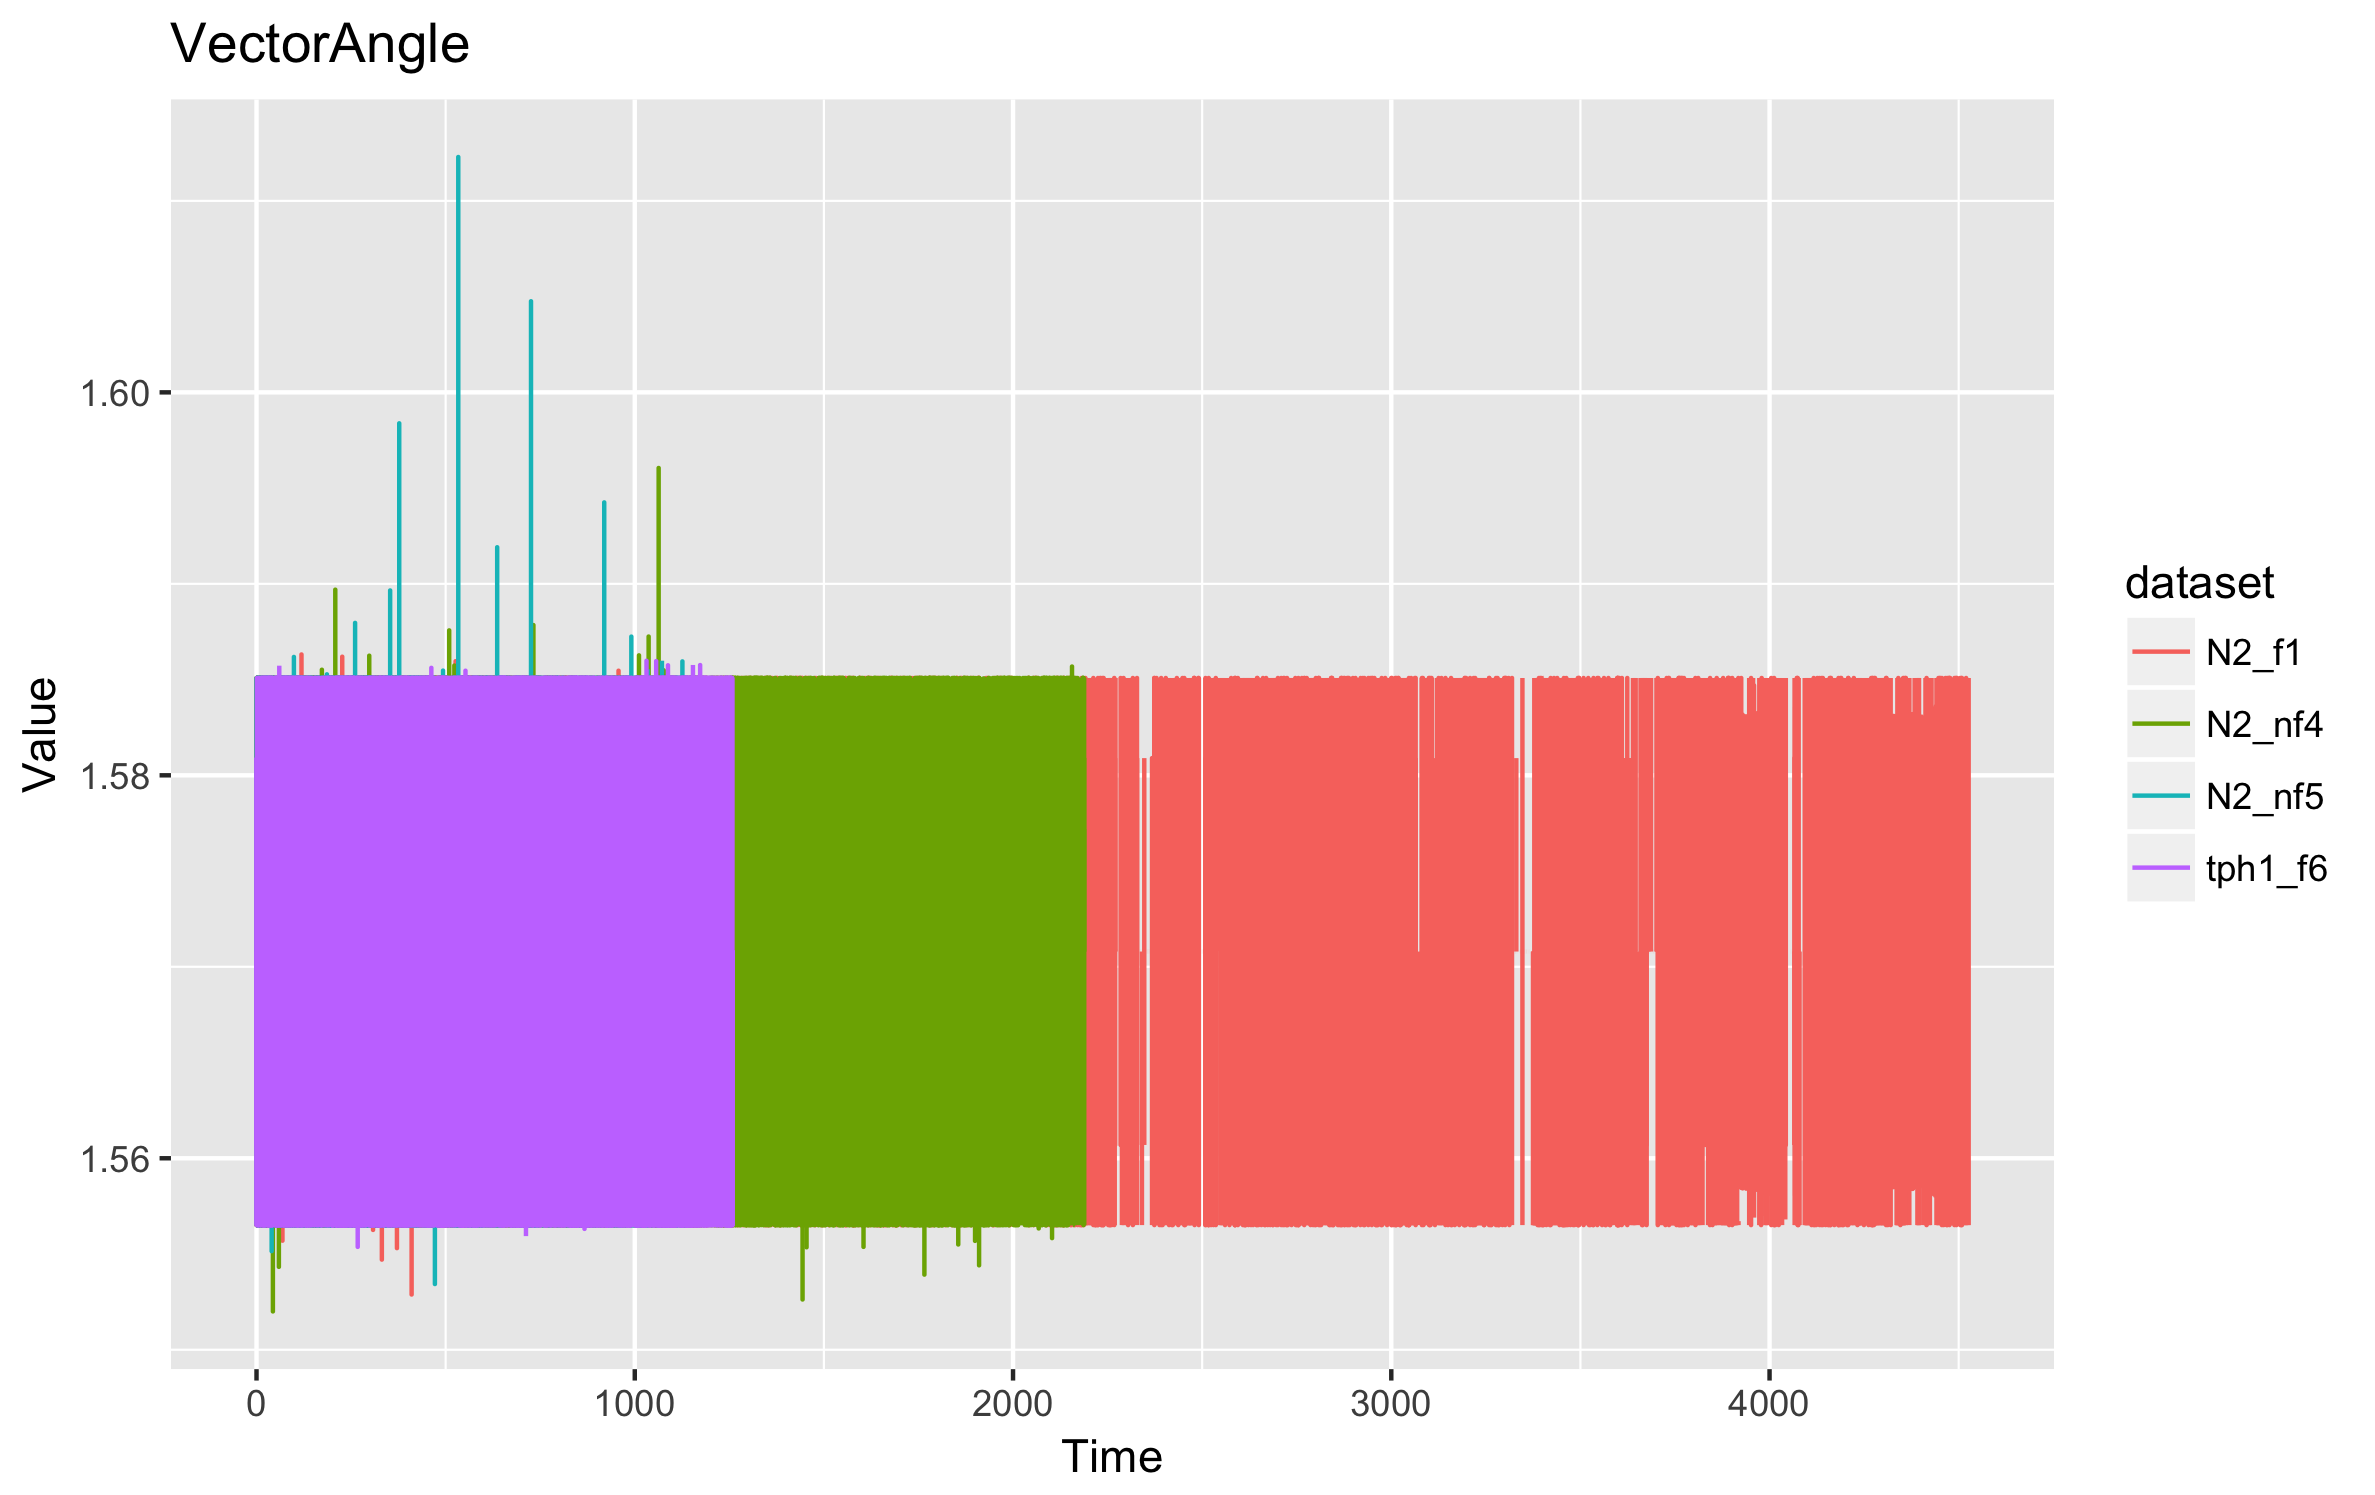 VectorAngle
1.60
1.58
1.56
Value
0 1000 2000 3000 4000
Time
dataset
N2_f1
N2_nf4
N2_nf5
tph1_f6